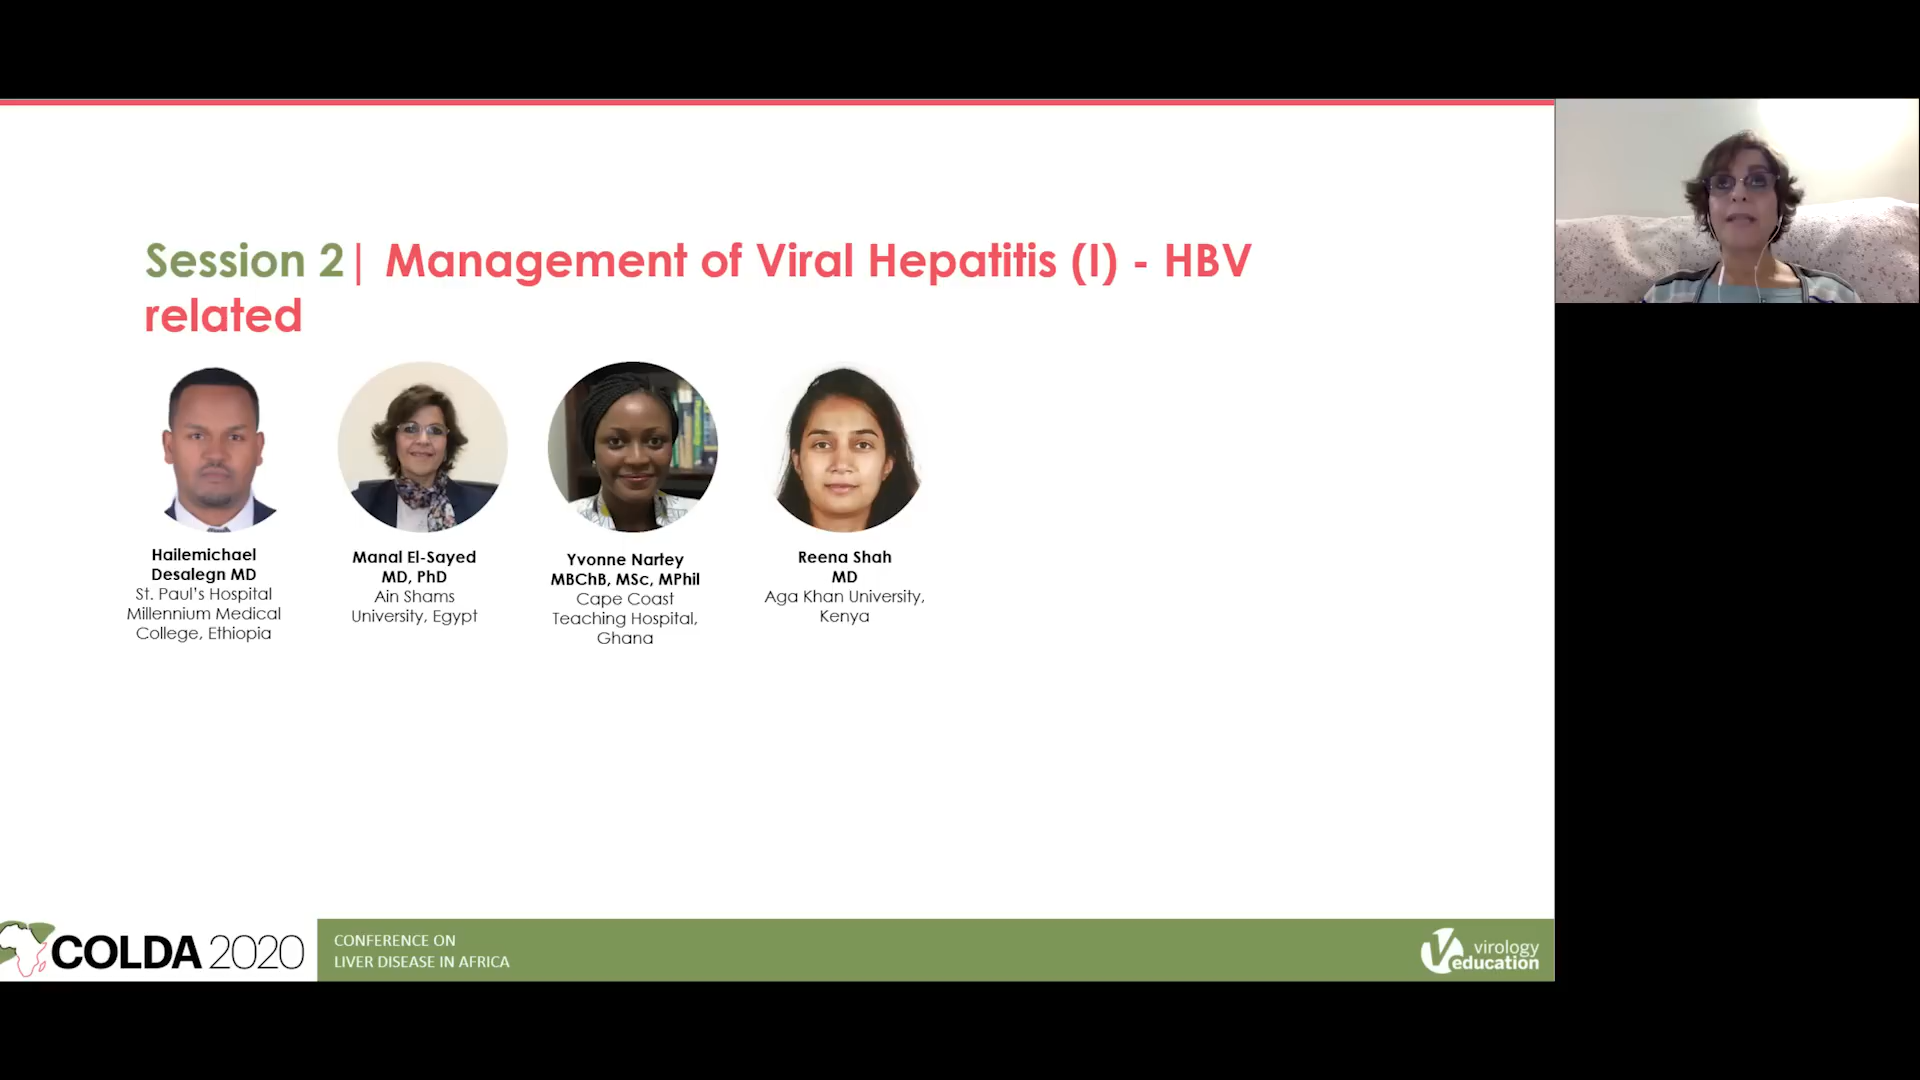 Session 2| Management of Viral Hepatitis (I) - HBV
related
Hailemichael
Desalegn MD
St. Paul's Hospital
Millennium Medical
College, Ethiopia
Manal El-Sayed
MD, PhD
Ain Shams
University, Egypt
Yvonne Nartey
MBChB, MSc, MPhil
Cape Coast
Teaching Hospital,
Ghana
Reena Shah
MD
Aga Khan University,
Kenya
COLDA 2020
CONFERENCE ON
LIVER DISEASE IN AFRICA
virology
education